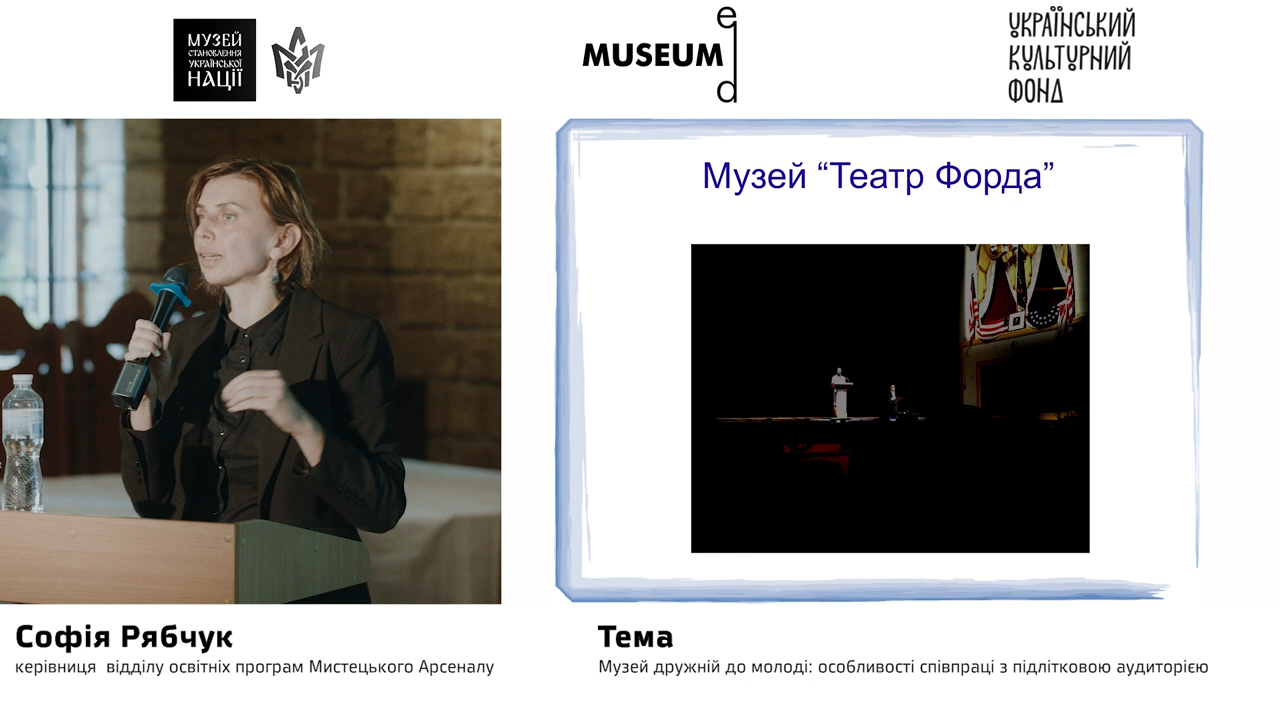 МУЗЕЙ
СТАНОВЛЕННЯ
УКРАЇНСЬКОЇ
НАЦІЇ
MUSEUM
ed
УКРАЇНСЬКИЙ
КУЛЬТУРНИЙ
ФОНД
Музей “Театр Форда”
Софія Рябчук
керівниця відділу освітніх програм Мистецького Арсеналу
Тема
Музей дружній до молоді: особливості співпраці з підлітковою аудиторією